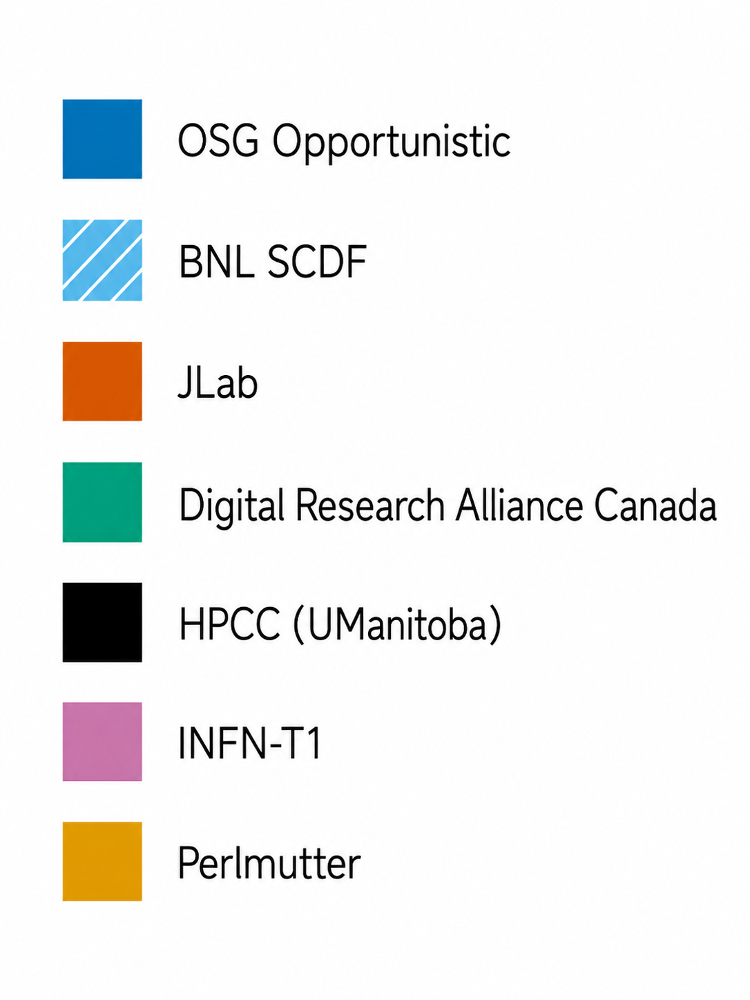 OSG Opportunistic
BNL SCDF
JLab
Digital Research Alliance Canada
HPCC (UManitoba)
INFN-T1
Perlmutter